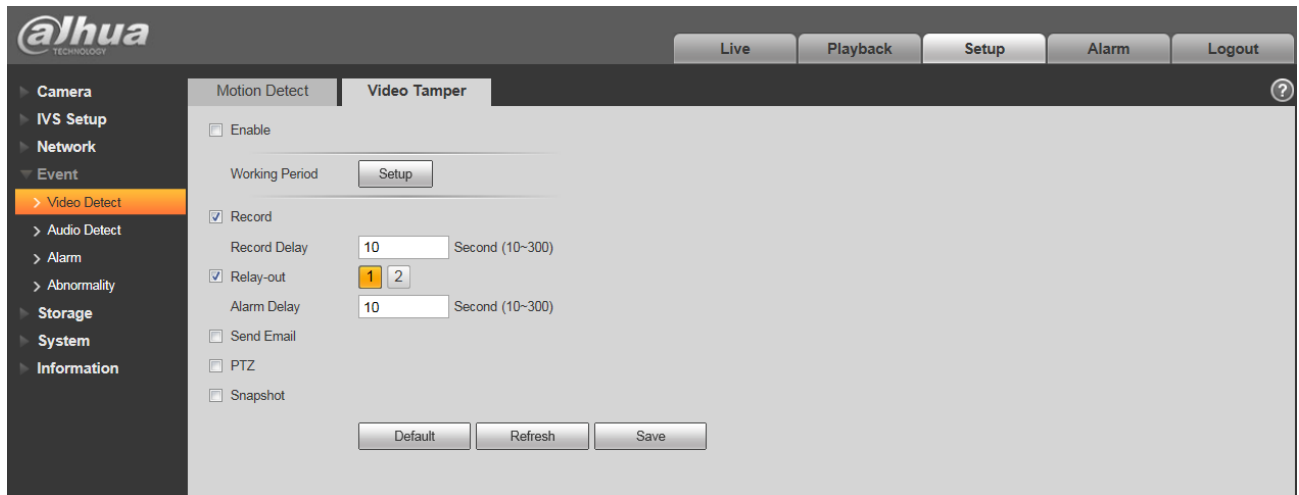 alhua
TECHNOLOGY
Live Playback Setup Alarm Logout
Camera
IVS Setup
Network
Event
Video Detect
Audio Detect
Alarm
Abnormality
Storage
System
Information
Motion Detect Video Tamper
?
Enable
Working Period Setup
Record
Record Delay 10 Second (10~300)
Relay-out 1 2
Alarm Delay 10 Second (10~300)
Send Email
PTZ
Snapshot
Default Refresh Save